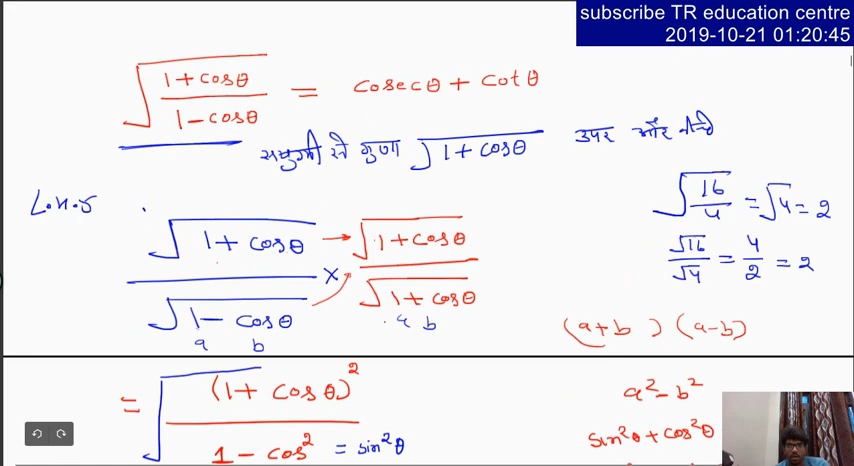 subscribe TR education centre
2019-10-21 01:20:45
√((1+cosθ)/(1-cosθ)) = cosecθ + cotθ
से गुणा √(1+cosθ) उपर और नीचे
L.H.S
√(1+cosθ)/√(1-cosθ) → × √(1+cosθ)/√(1+cosθ)
a b a b
√(16/4) = √4 = 2
√16/√4 = 4/2 = 2
(a+b) (a-b)
= √((1+cosθ)²/(1-cos²)) = sin²θ
a² - b²
sin²θ + cos²θ